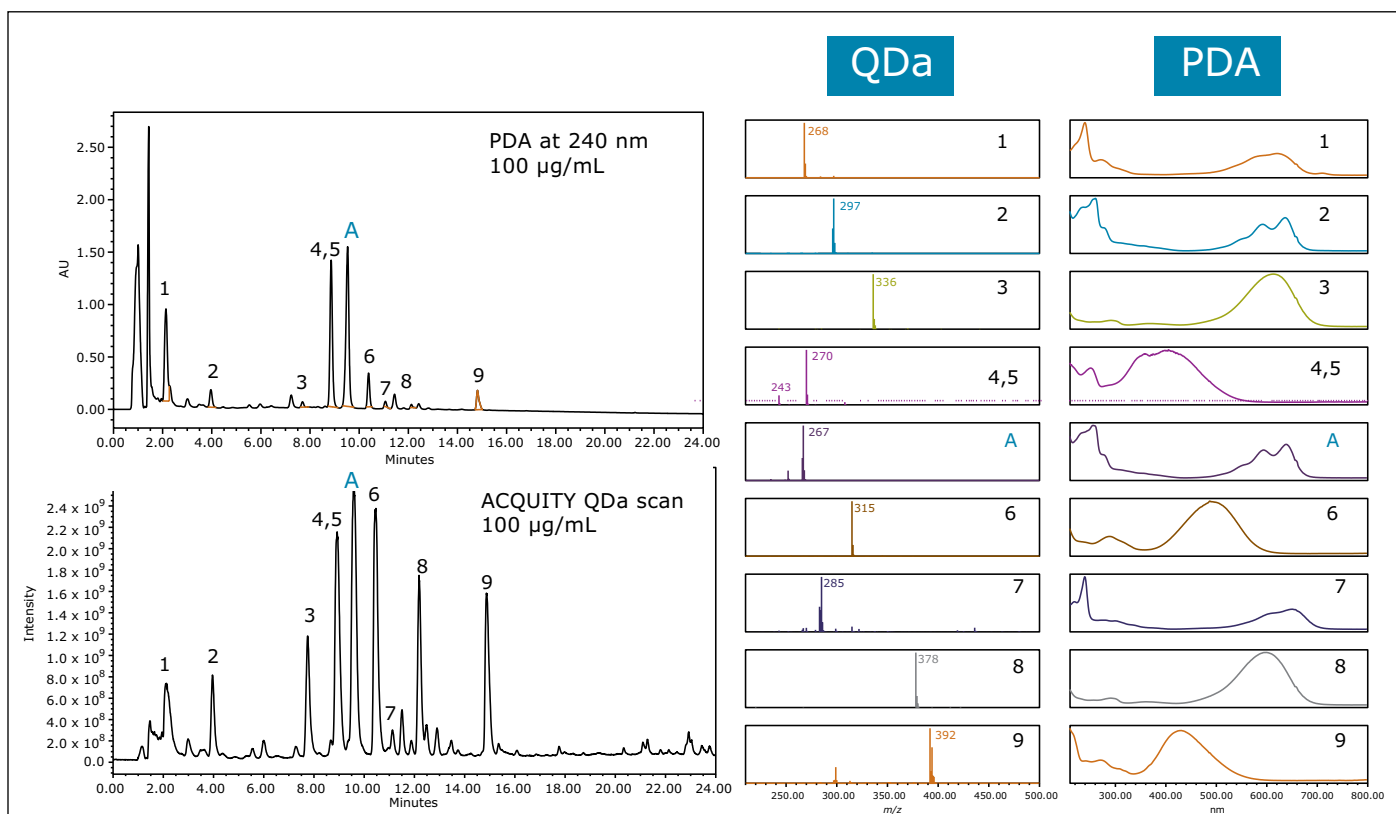 QDa
PDA
PDA at 240 nm
100 µg/mL
AU
2.50
2.00
1.50
1.00
0.50
0.00
1
2
3
4,5
A
6
7
8
9
0.00 2.00 4.00 6.00 8.00 10.00 12.00 14.00 16.00 18.00 20.00 22.00 24.00
Minutes
ACQUITY QDa scan
100 µg/mL
Intensity
2.4 x 10⁹
2.2 x 10⁹
2.0 x 10⁹
1.8 x 10⁹
1.6 x 10⁹
1.4 x 10⁹
1.2 x 10⁹
1.0 x 10⁹
8.0 x 10⁸
6.0 x 10⁸
4.0 x 10⁸
2.0 x 10⁸
0.0
1
2
3
4,5
A
6
7
8
9
0.00 2.00 4.00 6.00 8.00 10.00 12.00 14.00 16.00 18.00 20.00 22.00 24.00
Minutes
268 1
297 2
336 3
243 270 4,5
267 A
315 6
285 7
378 8
392 9
250.00 300.00 350.00 400.00 450.00 500.00
m/z
1
2
3
4,5
A
6
7
8
9
300.00 400.00 500.00 600.00 700.00 800.00
nm